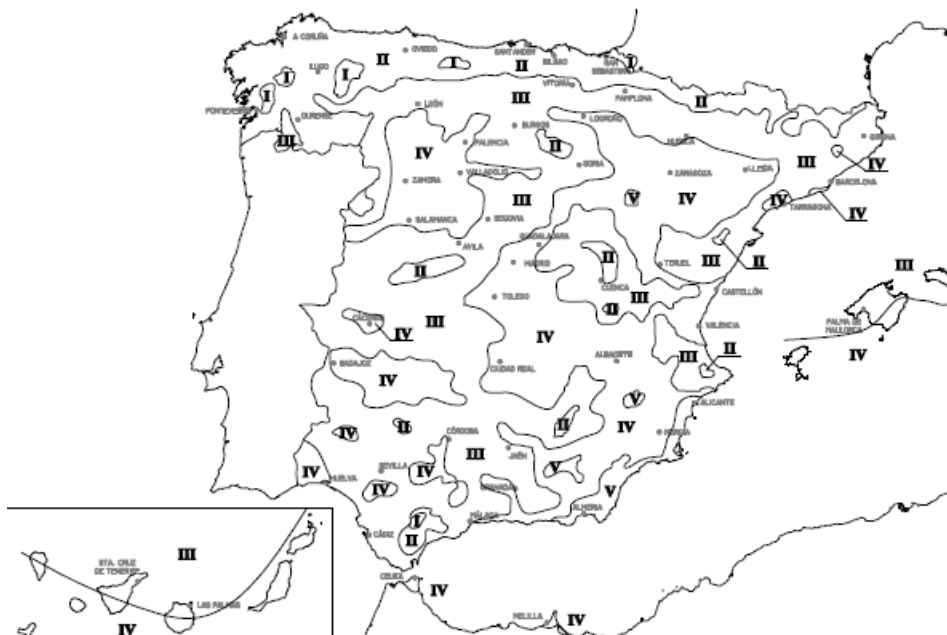 A CORUÑA
LUGO
OVIEDO
SANTANDER
BILBAO
SAN
SEBASTIÁN
VITORIA
PAMPLONA
PONTEVEDRA
OURENSE
LEÓN
BURGOS
LOGROÑO
HUESCA
GIRONA
PALENCIA
ZAMORA
VALLADOLID
SORIA
ZARAGOZA
LLEIDA
BARCELONA
TARRAGONA
SALAMANCA
SEGOVIA
GUADALAJARA
AVILA
MADRID
TERUEL
CUENCA
CASTELLÓN
TOLEDO
CÁCERES
VALENCIA
PALMA DE
MALLORCA
BADAJOZ
CIUDAD REAL
ALBACETE
ALICANTE
MURCIA
CÓRDOBA
JAÉN
SEVILLA
HUELVA
GRANADA
ALMERIA
MÁLAGA
CÁDIZ
CEUTA
MELILLA
STA. CRUZ
DE TENERIFE
LAS PALMAS
I
I
I
I
I
II
II
II
III
III
II
IV
III
IV
IV
IV
III
V
IV
II
III
II
II
III
II
III
IV
III
IV
IV
III
II
IV
V
IV
II
IV
II
III
IV
IV
IV
V
V
I
II
IV
IV
III
IV